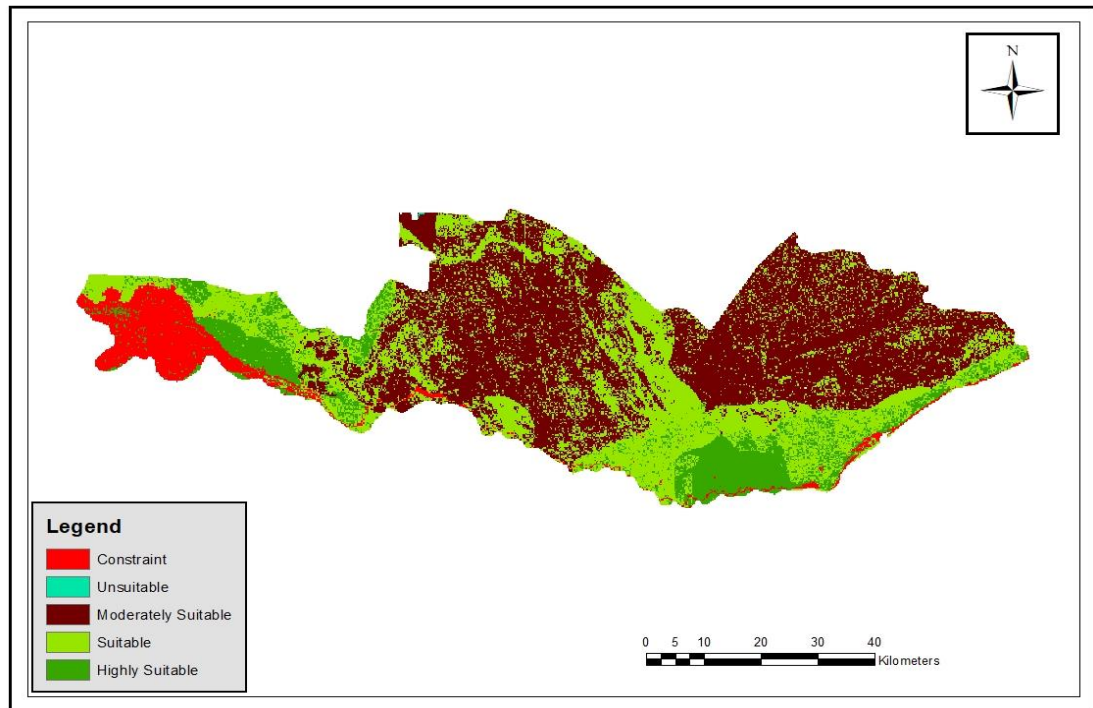 N
Legend
Constraint
Unsuitable
Moderately Suitable
Suitable
Highly Suitable
0 5 10 20 30 40
Kilometers